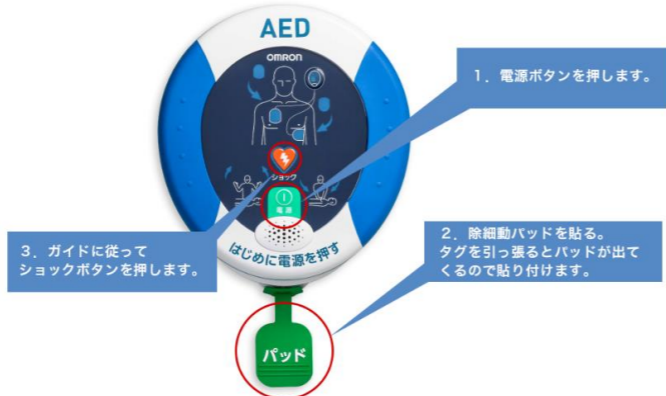 AED
OMRON
ショック
電源
はじめに電源を押す
パッド
1．電源ボタンを押します。
2．除細動パッドを貼る。
タグを引っ張るとパッドが出て
くるので貼り付けます。
3．ガイドに従って
ショックボタンを押します。